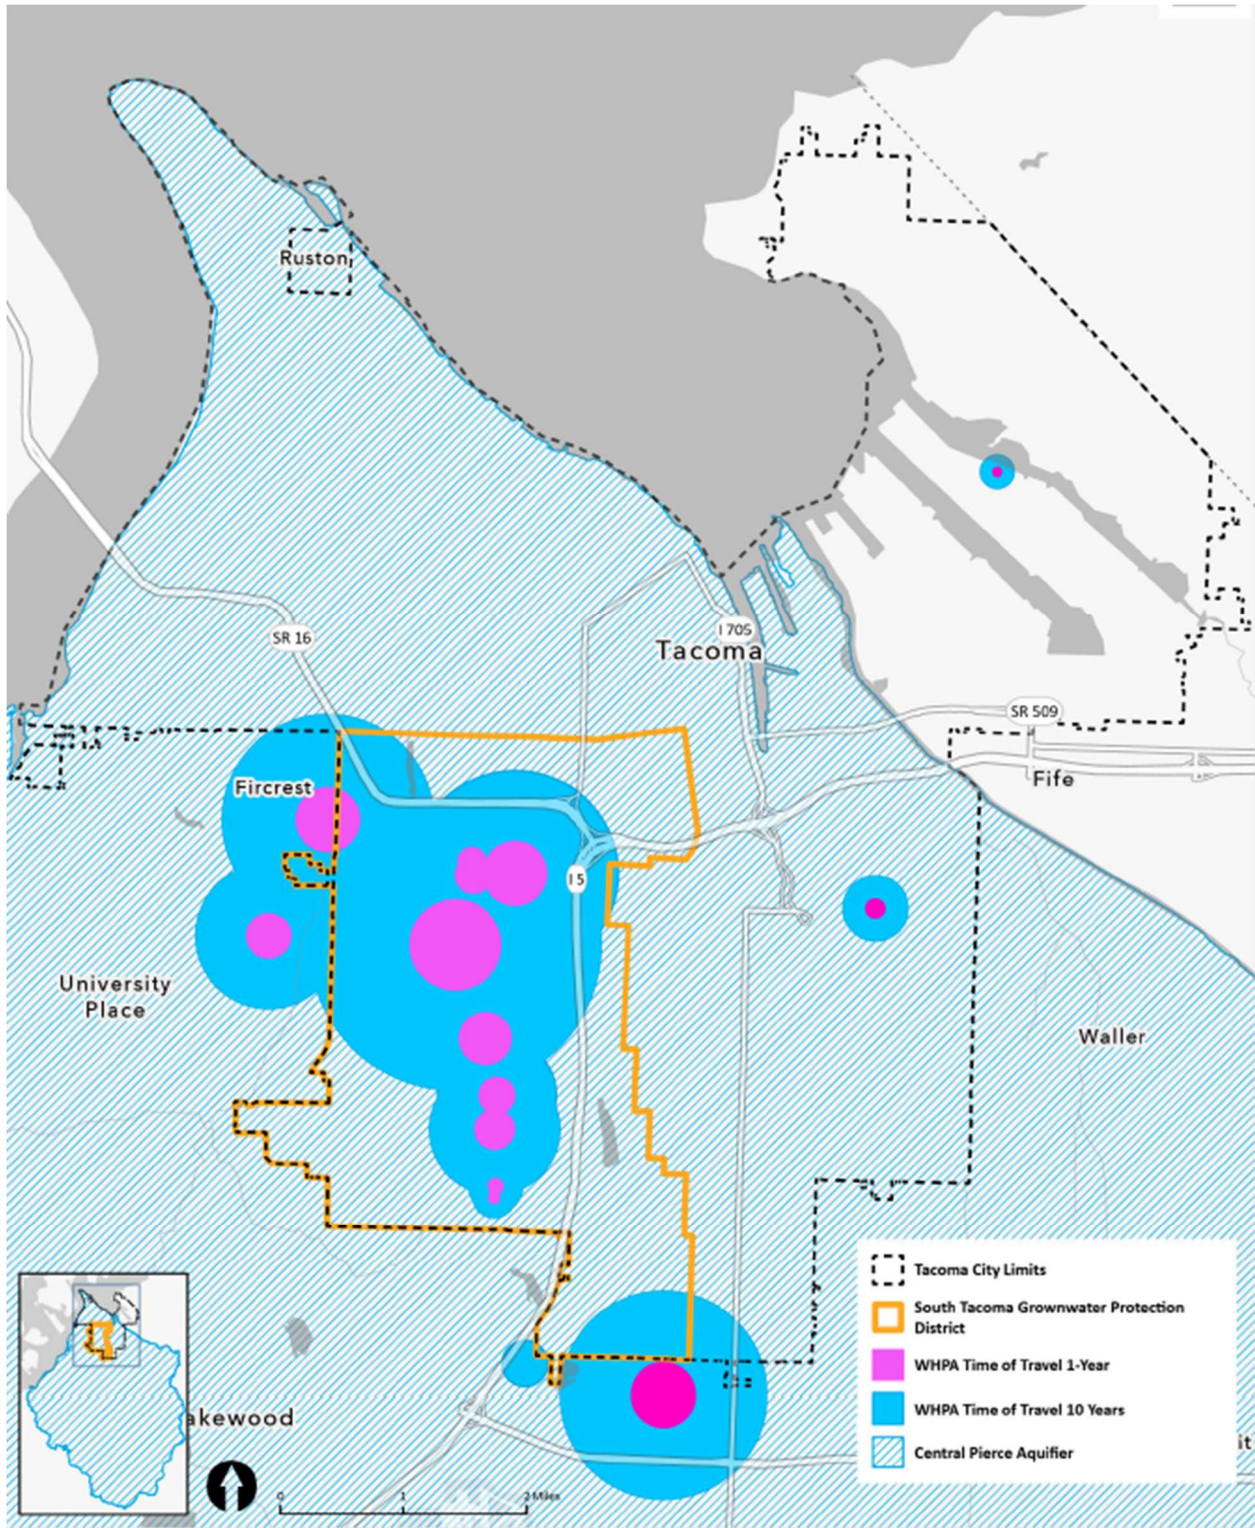 Ruston
SR 16
I 705
Tacoma
SR 509
Fife
Fircrest
I 5
University
Place
Waller
Tacoma City Limits
South Tacoma Grownwater Protection
District
WHPA Time of Travel 1-Year
WHPA Time of Travel 10 Years
Central Pierce Aquifier
akewood
it
0 1 2 Miles